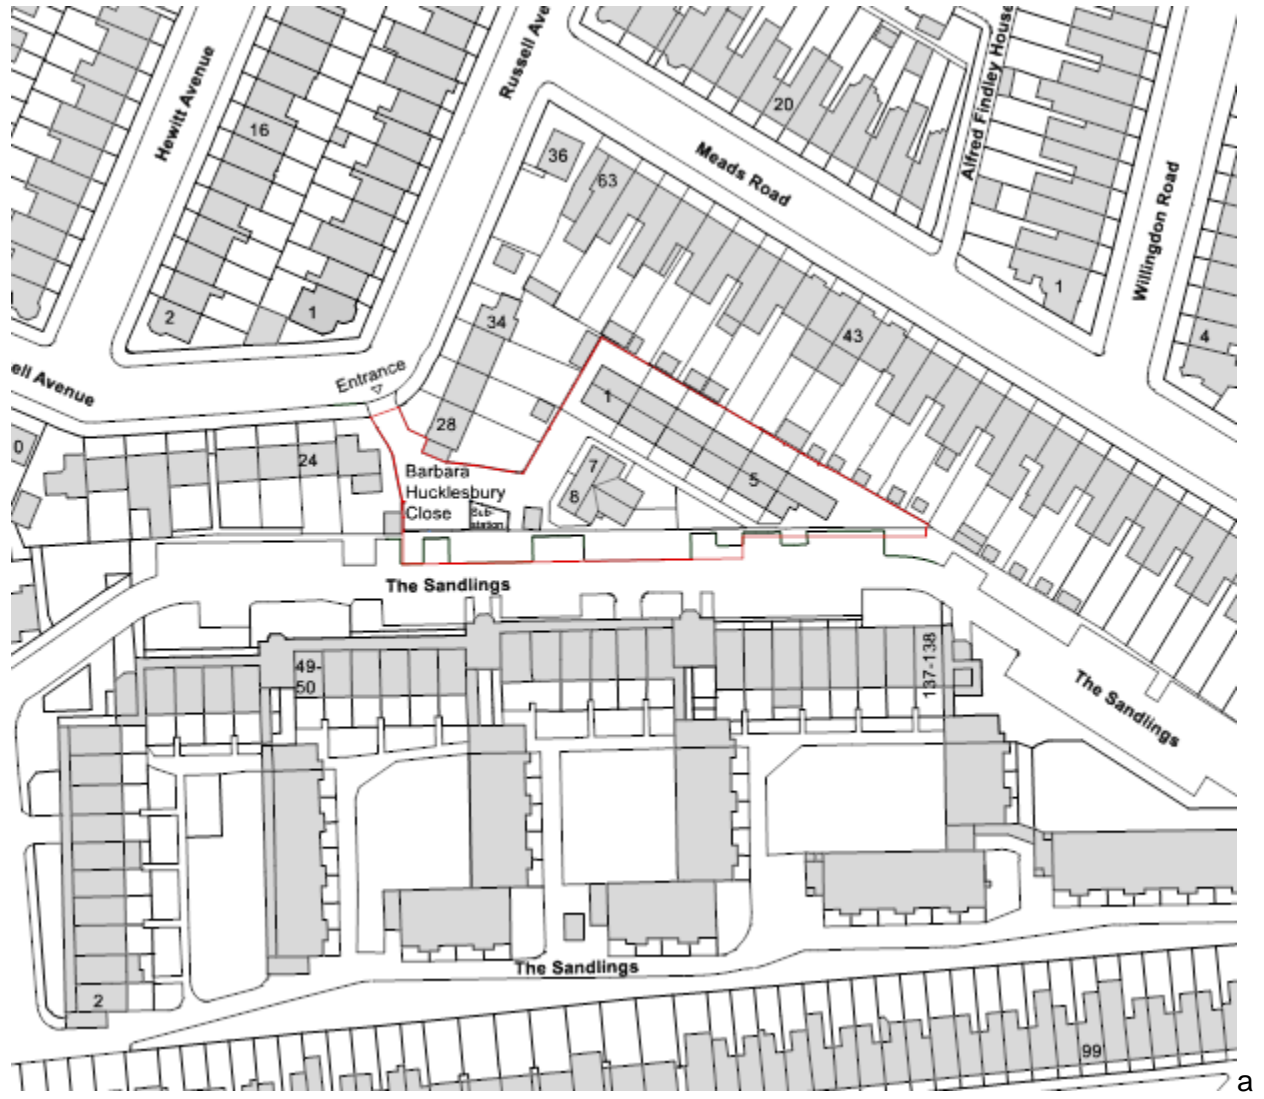 Hewitt Avenue
Russell Ave
Alfred Findley House
16
20
36
63
Meads Road
Willingdon Road
2
1
34
43
1
4
ell Avenue
Entrance
1
0
24
28
Barbara
Hucklesbury
Close
Sub
station
7
8
5
The Sandlings
49-
50
137-138
The Sandlings
2
The Sandlings
99
a